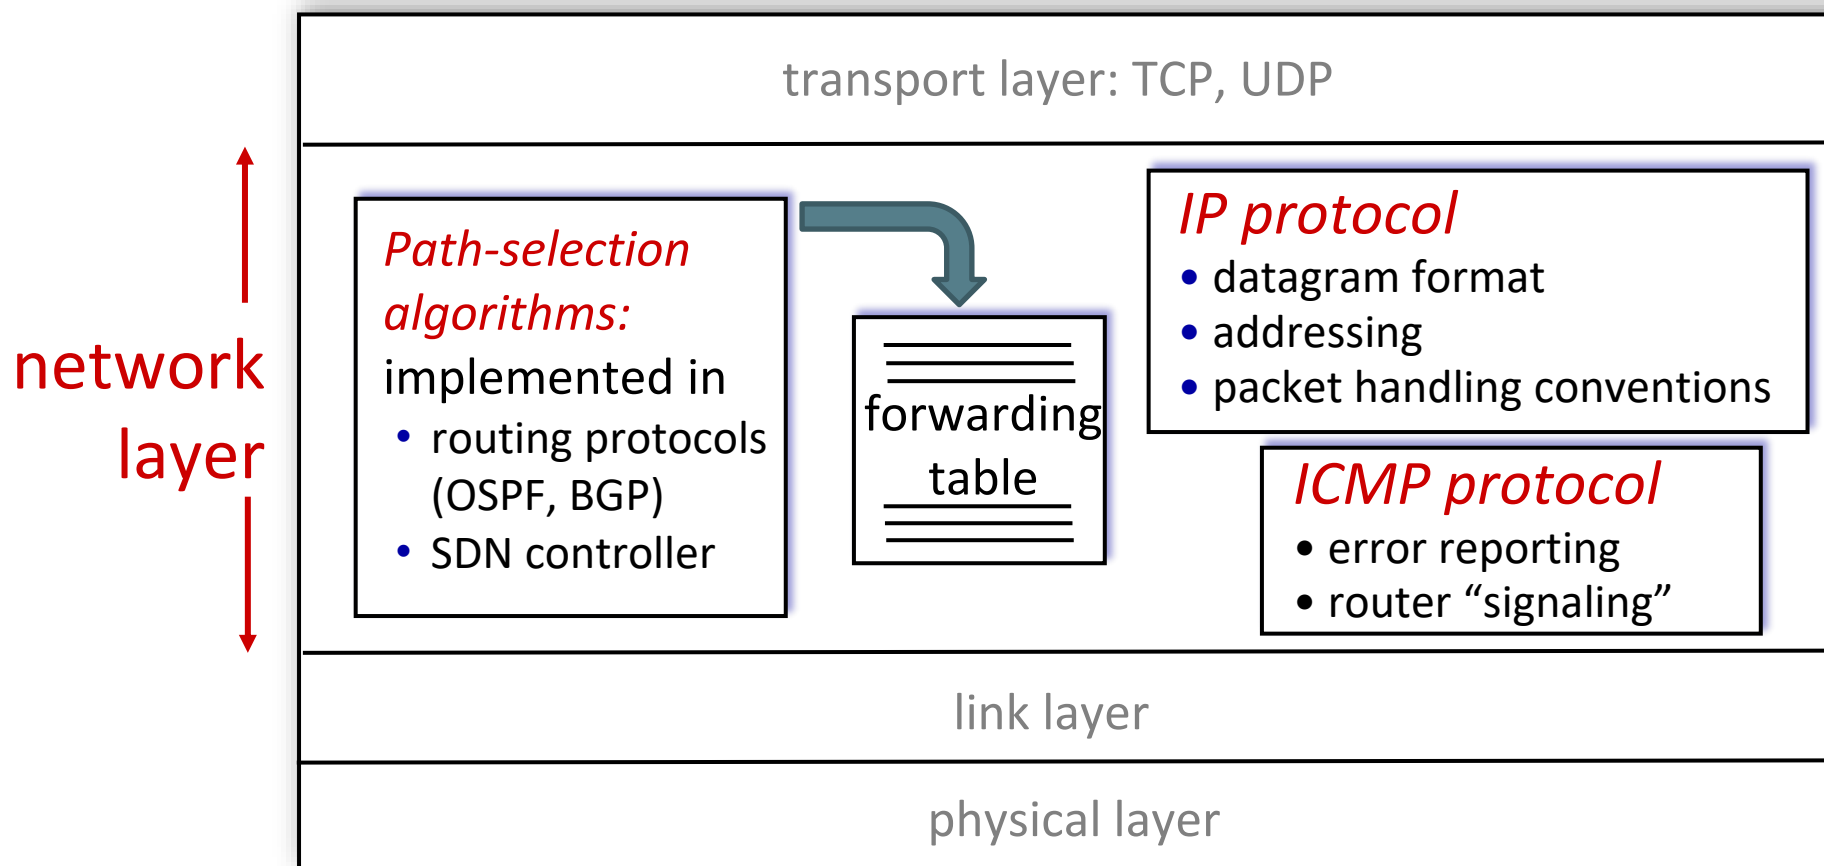 transport layer: TCP, UDP
network
layer
Path-selection
algorithms:
implemented in
• routing protocols
(OSPF, BGP)
• SDN controller
forwarding
table
IP protocol
• datagram format
• addressing
• packet handling conventions
ICMP protocol
• error reporting
• router “signaling”
link layer
physical layer